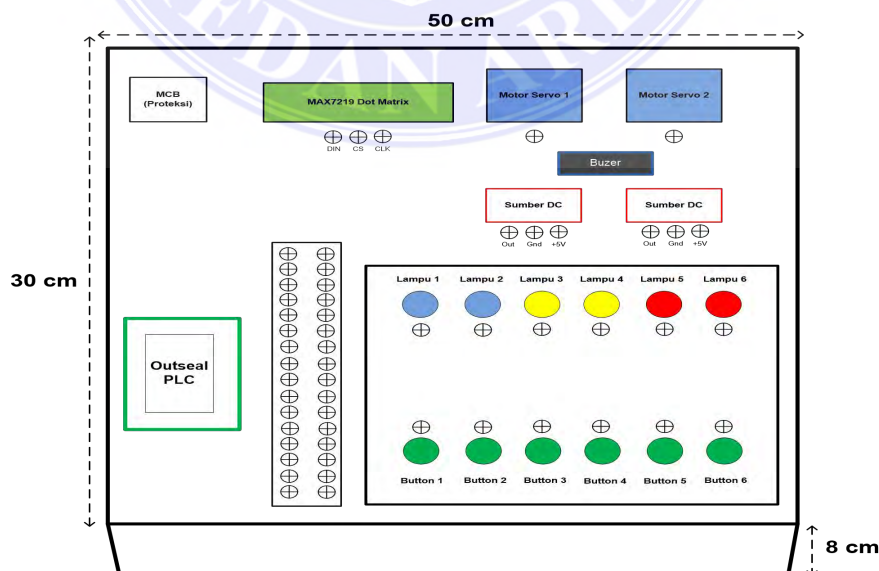 50 cm
MEDAN AR
MCB
(Proteksi)
MAX7219 Dot Matrix
Motor Servo 1
Motor Servo 2
DIN CS CLK
Buzer
Sumber DC
Sumber DC
Out Gnd +5V
Out Gnd +5V
30 cm
Lampu 1 Lampu 2 Lampu 3 Lampu 4 Lampu 5 Lampu 6
Outseal
PLC
Button 1 Button 2 Button 3 Button 4 Button 5 Button 6
8 cm